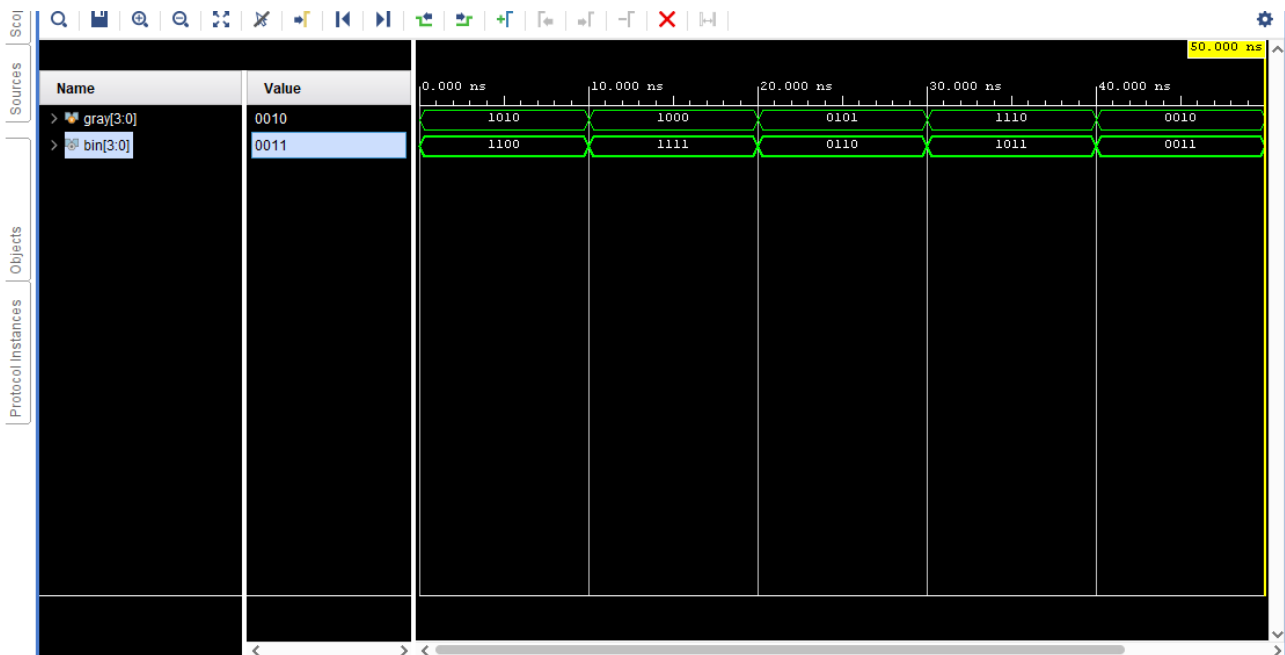 Scop
Sources
Objects
Protocol Instances
50.000 ns
Name Value
0.000 ns 10.000 ns 20.000 ns 30.000 ns 40.000 ns
gray[3:0] 0010 1010 1000 0101 1110 0010
bin[3:0] 0011 1100 1111 0110 1011 0011